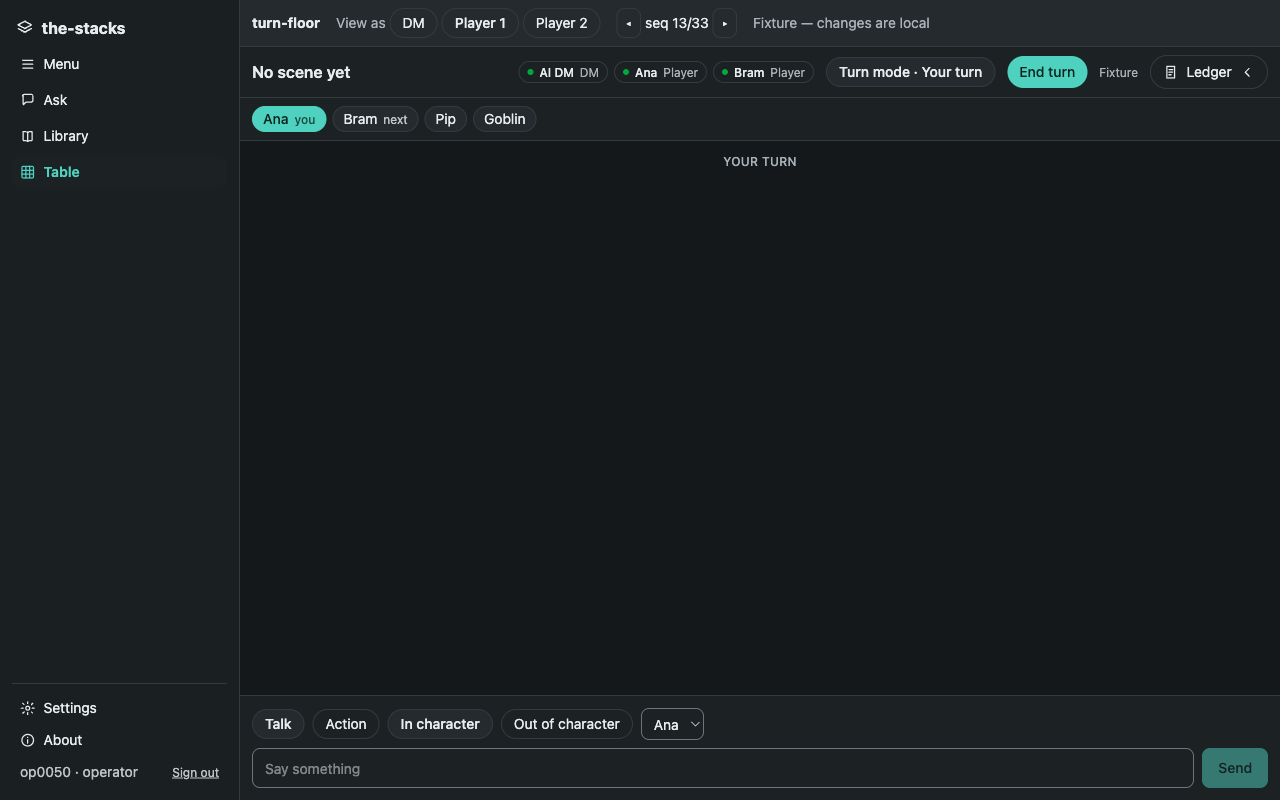 the-stacks
Menu
Ask
Library
Table
Settings
About
op0050 · operator Sign out
turn-floor View as DM Player 1 Player 2 ◂ seq 13/33 ▸ Fixture — changes are local
No scene yet AI DM DM Ana Player Bram Player Turn mode · Your turn End turn Fixture Ledger
Ana you Bram next Pip Goblin
YOUR TURN
Talk Action In character Out of character Ana
Say something Send